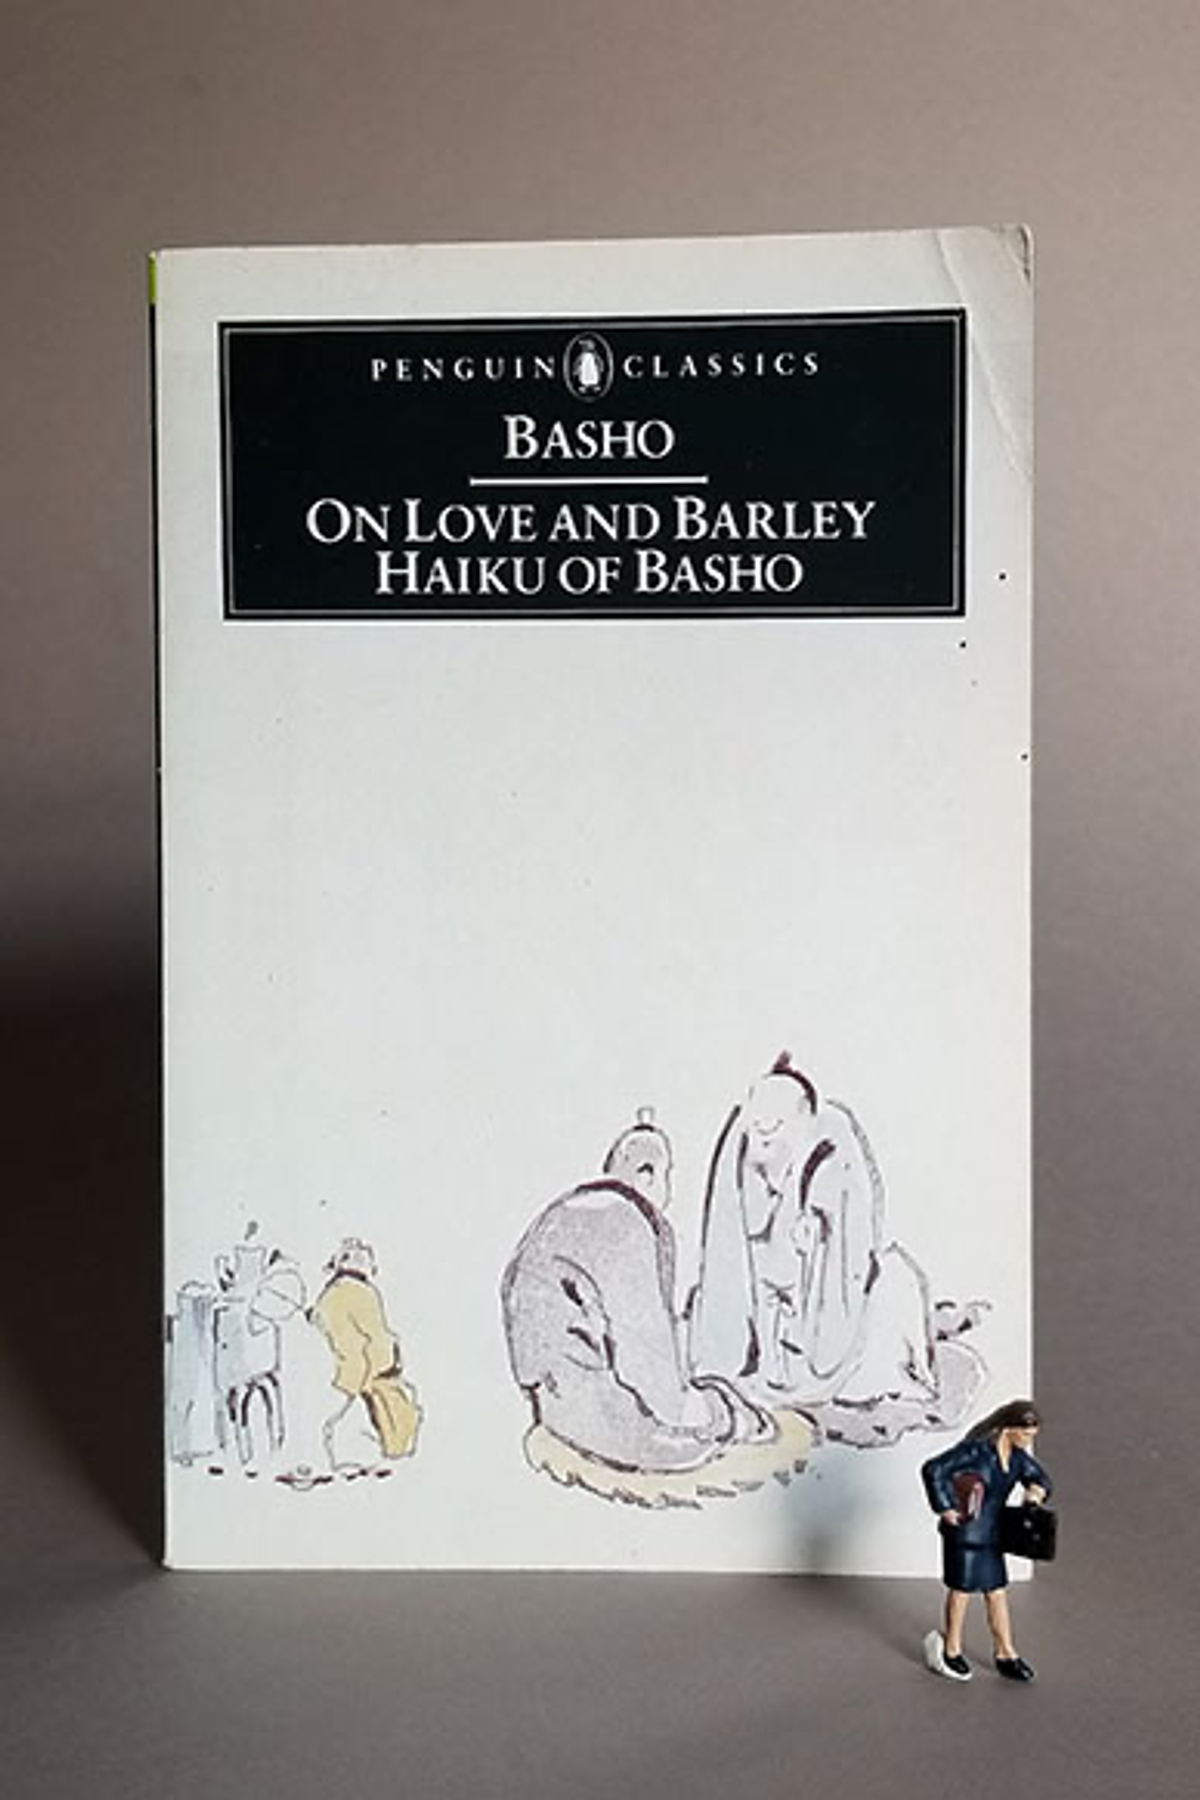 PENGUIN CLASSICS
BASHO
ON LOVE AND BARLEY
HAIKU OF BASHO